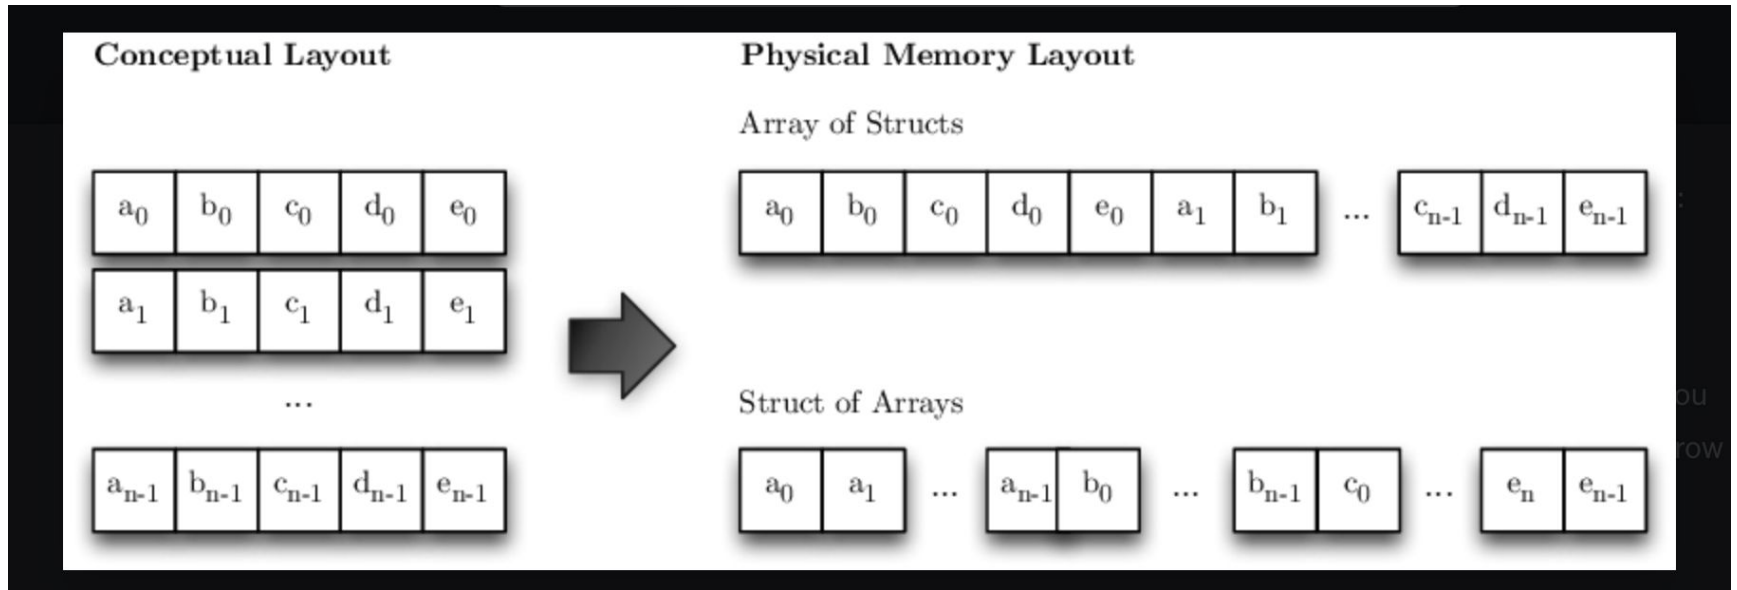 Conceptual Layout
Physical Memory Layout
Array of Structs
a0 b0 c0 d0 e0
a0 b0 c0 d0 e0 a1 b1 ... cn-1 dn-1 en-1
a1 b1 c1 d1 e1
...
Struct of Arrays
an-1 bn-1 cn-1 dn-1 en-1
a0 a1 ... an-1 b0 ... bn-1 c0 ... en en-1
ou
row